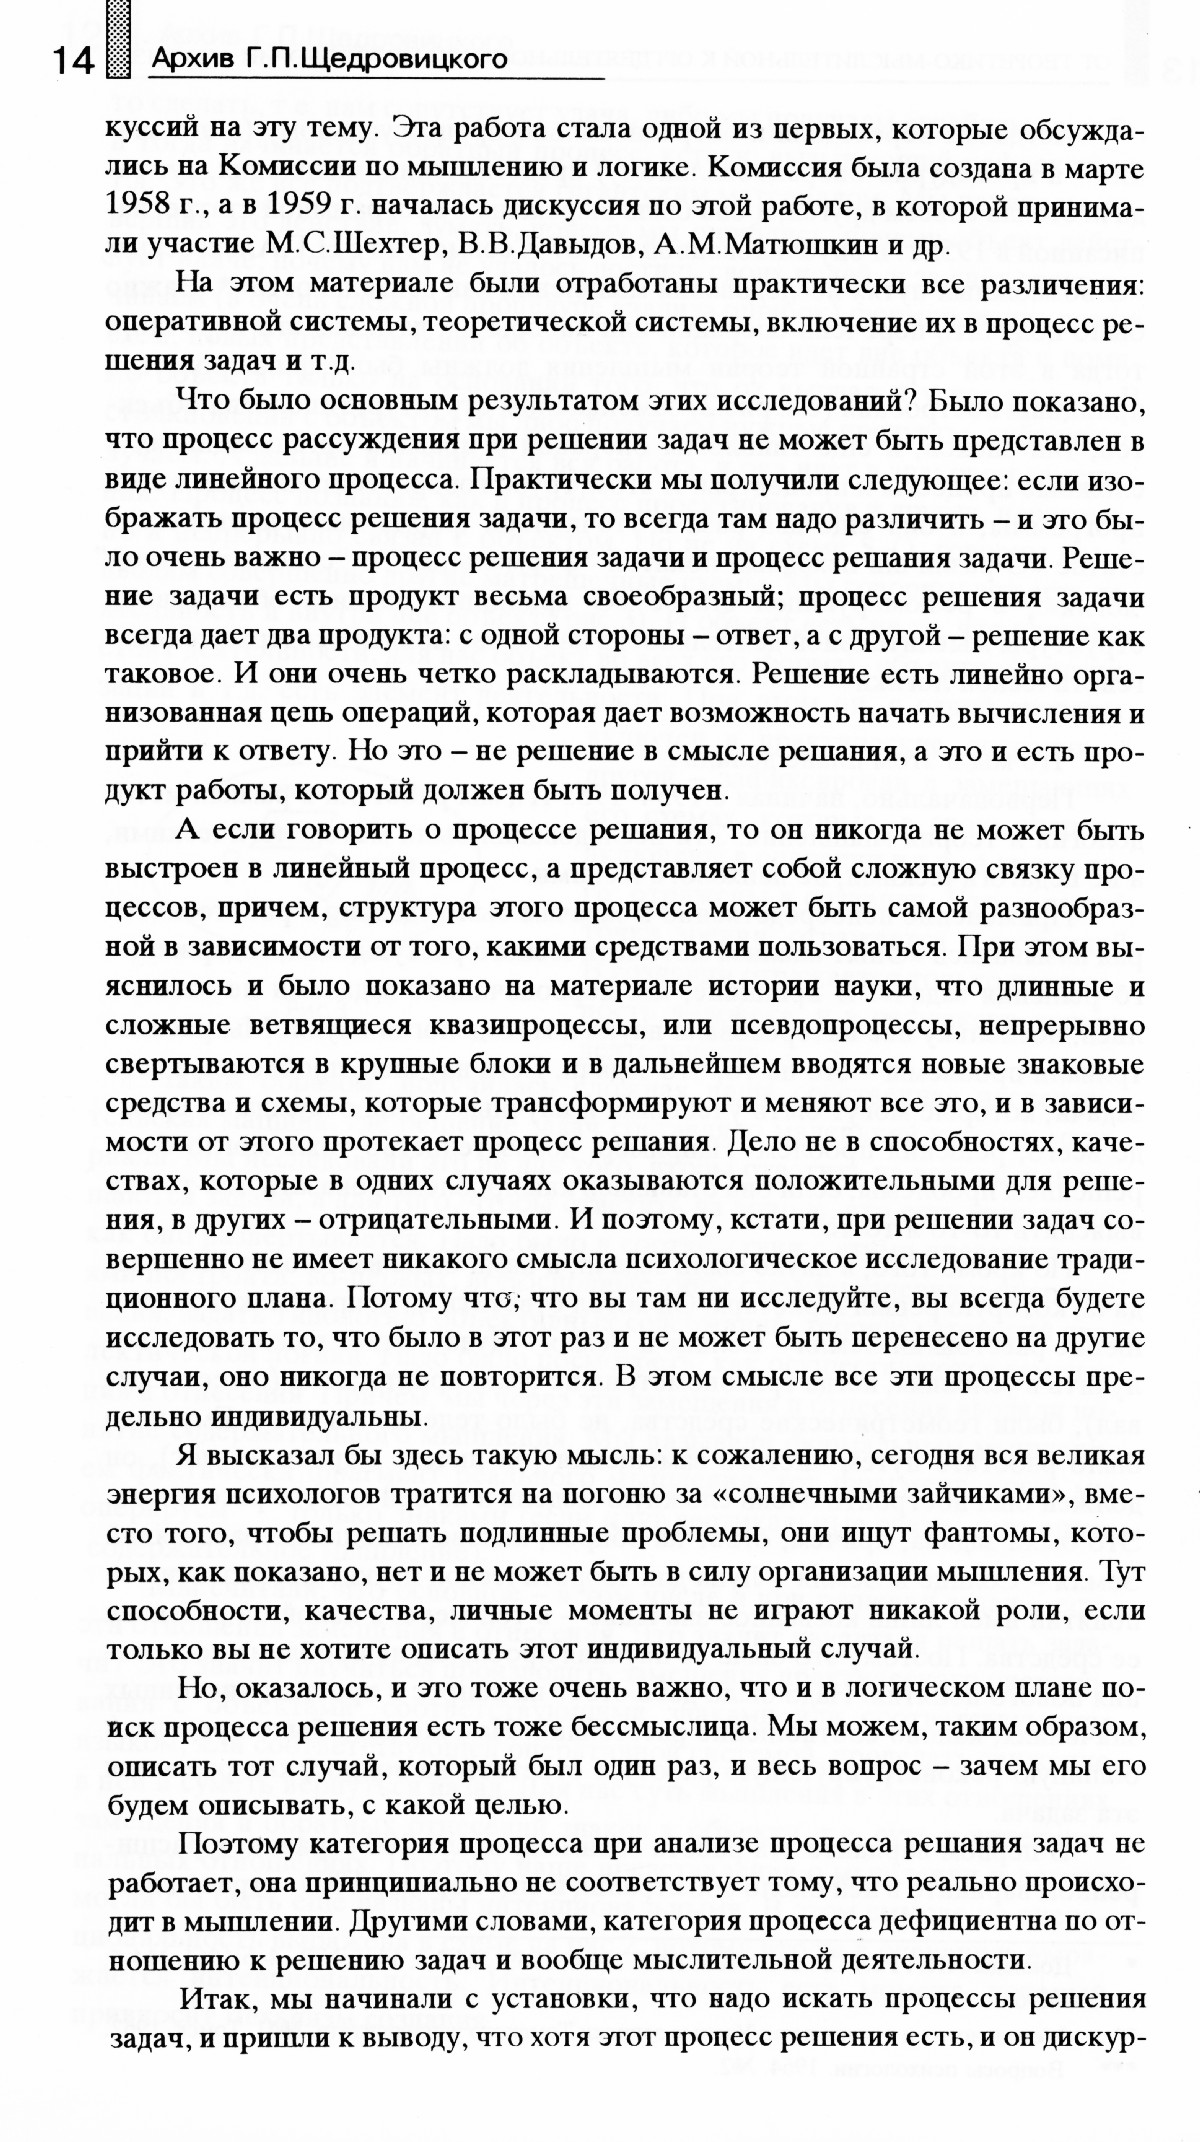 14 Архив Г.П.Щедровицкого
куссий на эту тему. Эта работа стала одной из первых, которые обсужда-
лись на Комиссии по мышлению и логике. Комиссия была создана в марте
1958 г., а в 1959 г. началась дискуссия по этой работе, в которой принима-
ли участие М.С.Шехтер, В.В.Давыдов, А.М.Матюшкин и др.
На этом материале были отработаны практически все различения:
оперативной системы, теоретической системы, включение их в процесс ре-
шения задач и т.д.
Что было основным результатом этих исследований? Было показано,
что процесс рассуждения при решении задач не может быть представлен в
виде линейного процесса. Практически мы получили следующее: если изо-
бражать процесс решения задачи, то всегда там надо различить – и это бы-
ло очень важно – процесс решения задачи и процесс решания задачи. Реше-
ние задачи есть продукт весьма своеобразный; процесс решения задачи
всегда дает два продукта: с одной стороны – ответ, а с другой – решение как
таковое. И они очень четко раскладываются. Решение есть линейно орга-
низованная цепь операций, которая дает возможность начать вычисления и
прийти к ответу. Но это – не решение в смысле решания, а это и есть про-
дукт работы, который должен быть получен.
А если говорить о процессе решания, то он никогда не может быть
выстроен в линейный процесс, а представляет собой сложную связку про-
цессов, причем, структура этого процесса может быть самой разнообраз-
ной в зависимости от того, какими средствами пользоваться. При этом вы-
яснилось и было показано на материале истории науки, что длинные и
сложные ветвящиеся квазипроцессы, или псевдопроцессы, непрерывно
свертываются в крупные блоки и в дальнейшем вводятся новые знаковые
средства и схемы, которые трансформируют и меняют все это, и в зависи-
мости от этого протекает процесс решания. Дело не в способностях, каче-
ствах, которые в одних случаях оказываются положительными для реше-
ния, в других – отрицательными. И поэтому, кстати, при решении задач со-
вершенно не имеет никакого смысла психологическое исследование тради-
ционного плана. Потому что, что вы там ни исследуйте, вы всегда будете
исследовать то, что было в этот раз и не может быть перенесено на другие
случаи, оно никогда не повторится. В этом смысле все эти процессы пре-
дельно индивидуальны.
Я высказал бы здесь такую мысль: к сожалению, сегодня вся великая
энергия психологов тратится на погоню за «солнечными зайчиками», вме-
сто того, чтобы решать подлинные проблемы, они ищут фантомы, кото-
рых, как показано, нет и не может быть в силу организации мышления. Тут
способности, качества, личные моменты не играют никакой роли, если
только вы не хотите описать этот индивидуальный случай.
Но, оказалось, и это тоже очень важно, что и в логическом плане по-
иск процесса решения есть тоже бессмыслица. Мы можем, таким образом,
описать тот случай, который был один раз, и весь вопрос – зачем мы его
будем описывать, с какой целью.
Поэтому категория процесса при анализе процесса решания задач не
работает, она принципиально не соответствует тому, что реально происхо-
дит в мышлении. Другими словами, категория процесса дефициентна по от-
ношению к решению задач и вообще мыслительной деятельности.
Итак, мы начинали с установки, что надо искать процессы решения
задач, и пришли к выводу, что хотя этот процесс решения есть, и он дискур-